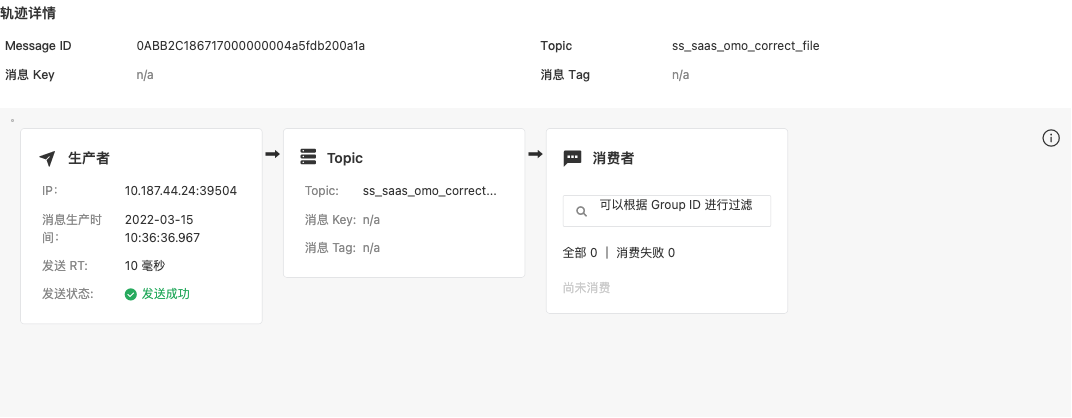 轨迹详情
Message ID 0ABB2C186717000000004a5fdb200a1a Topic ss_saas_omo_correct_file
消息 Key n/a 消息 Tag n/a
生产者
IP: 10.187.44.24:39504
消息生产时间: 2022-03-15 10:36:36.967
发送 RT: 10 毫秒
发送状态: 发送成功
Topic
Topic: ss_saas_omo_correct...
消息 Key: n/a
消息 Tag: n/a
消费者
可以根据 Group ID 进行过滤
全部 0 | 消费失败 0
尚未消费